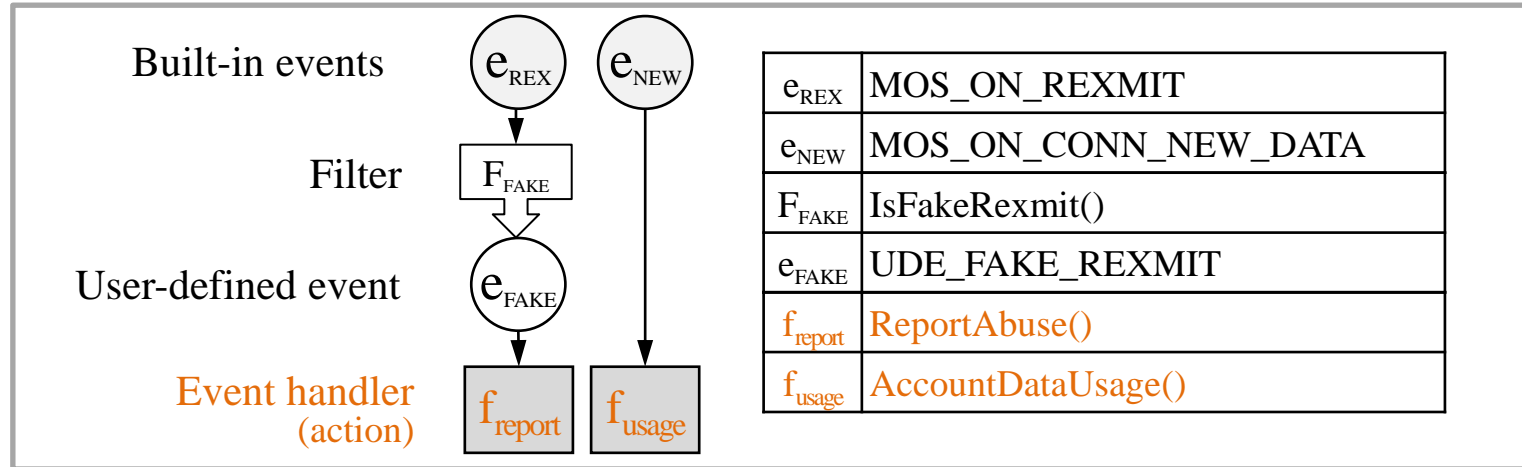 Built-in events
e_REX e_NEW
Filter
F_FAKE
User-defined event
e_FAKE
Event handler
(action)
f_report f_usage
e_REX MOS_ON_REXMIT
e_NEW MOS_ON_CONN_NEW_DATA
F_FAKE IsFakeRexmit()
e_FAKE UDE_FAKE_REXMIT
f_report ReportAbuse()
f_usage AccountDataUsage()